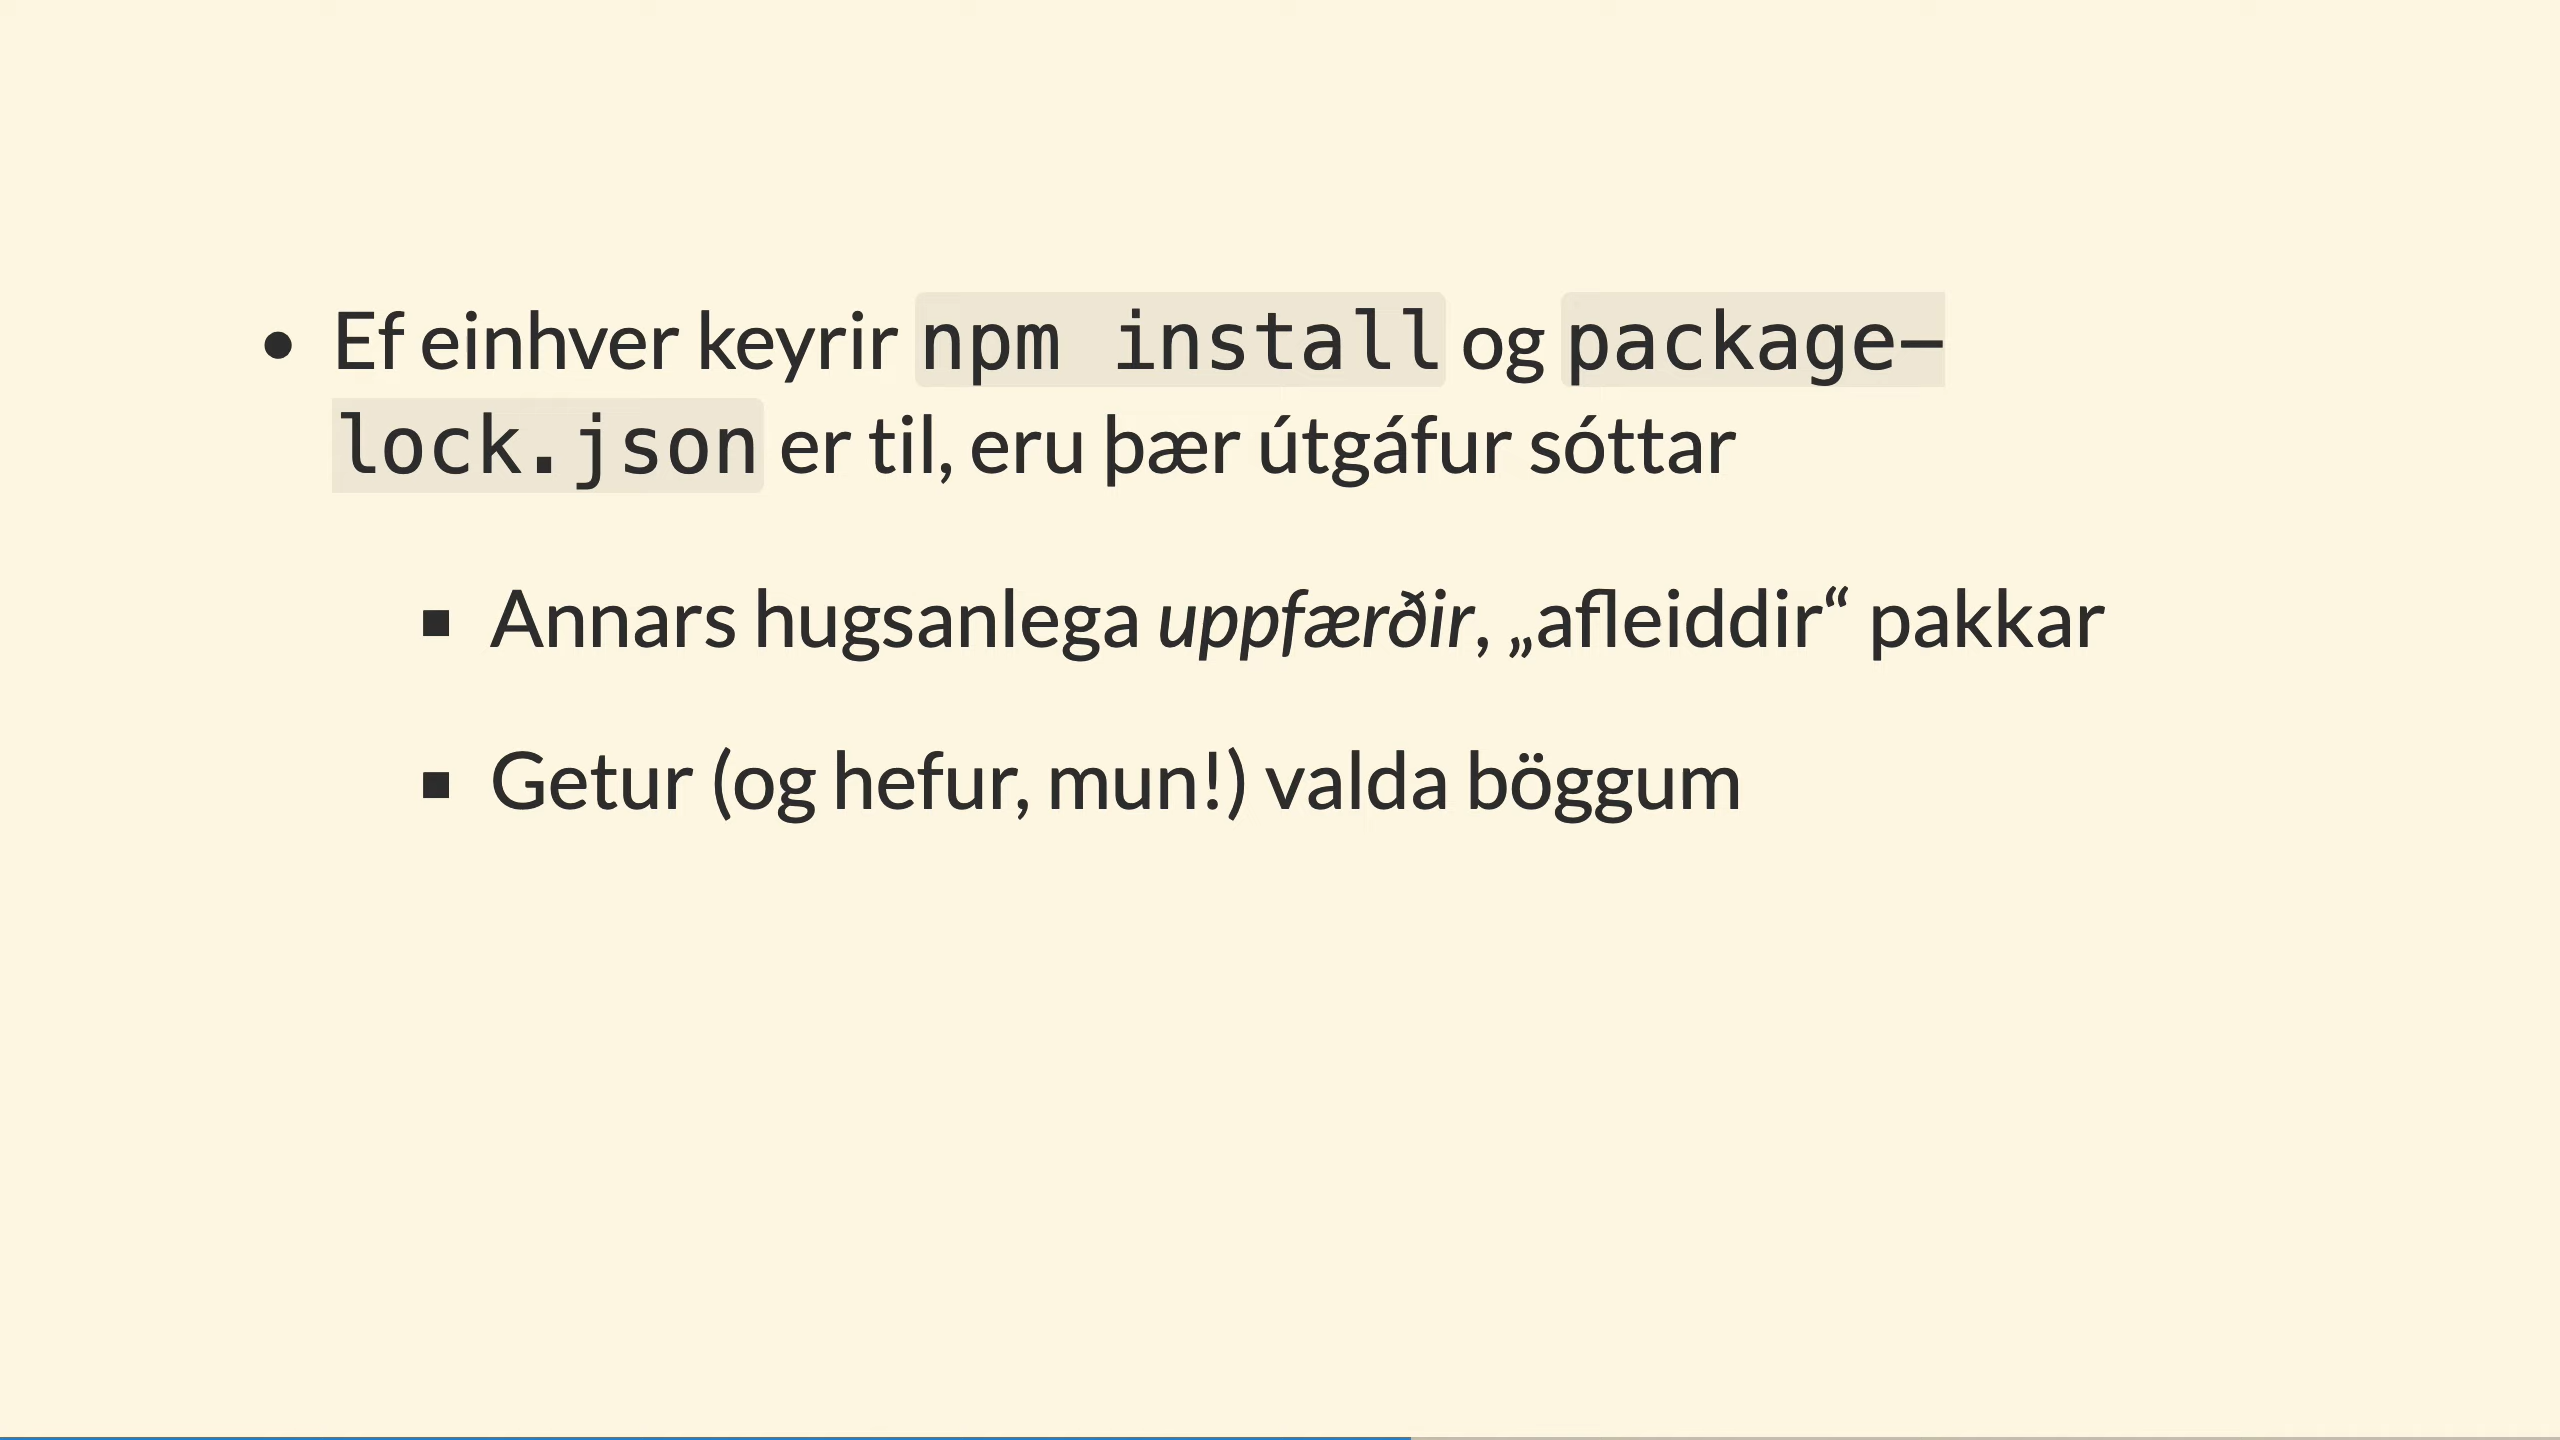 • Ef einhver keyrir npm install og package-
lock.json er til, eru þær útgáfur sóttar
▪ Annars hugsanlega uppfærðir, „afleiddir“ pakkar
▪ Getur (og hefur, mun!) valda böggum